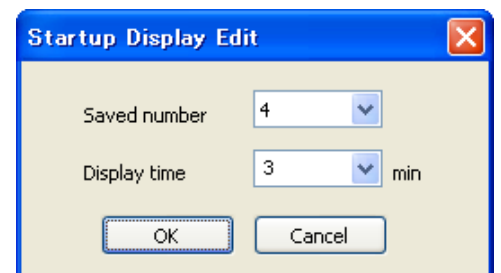 Startup Display Edit
Saved number 4
Display time 3 min
OK Cancel